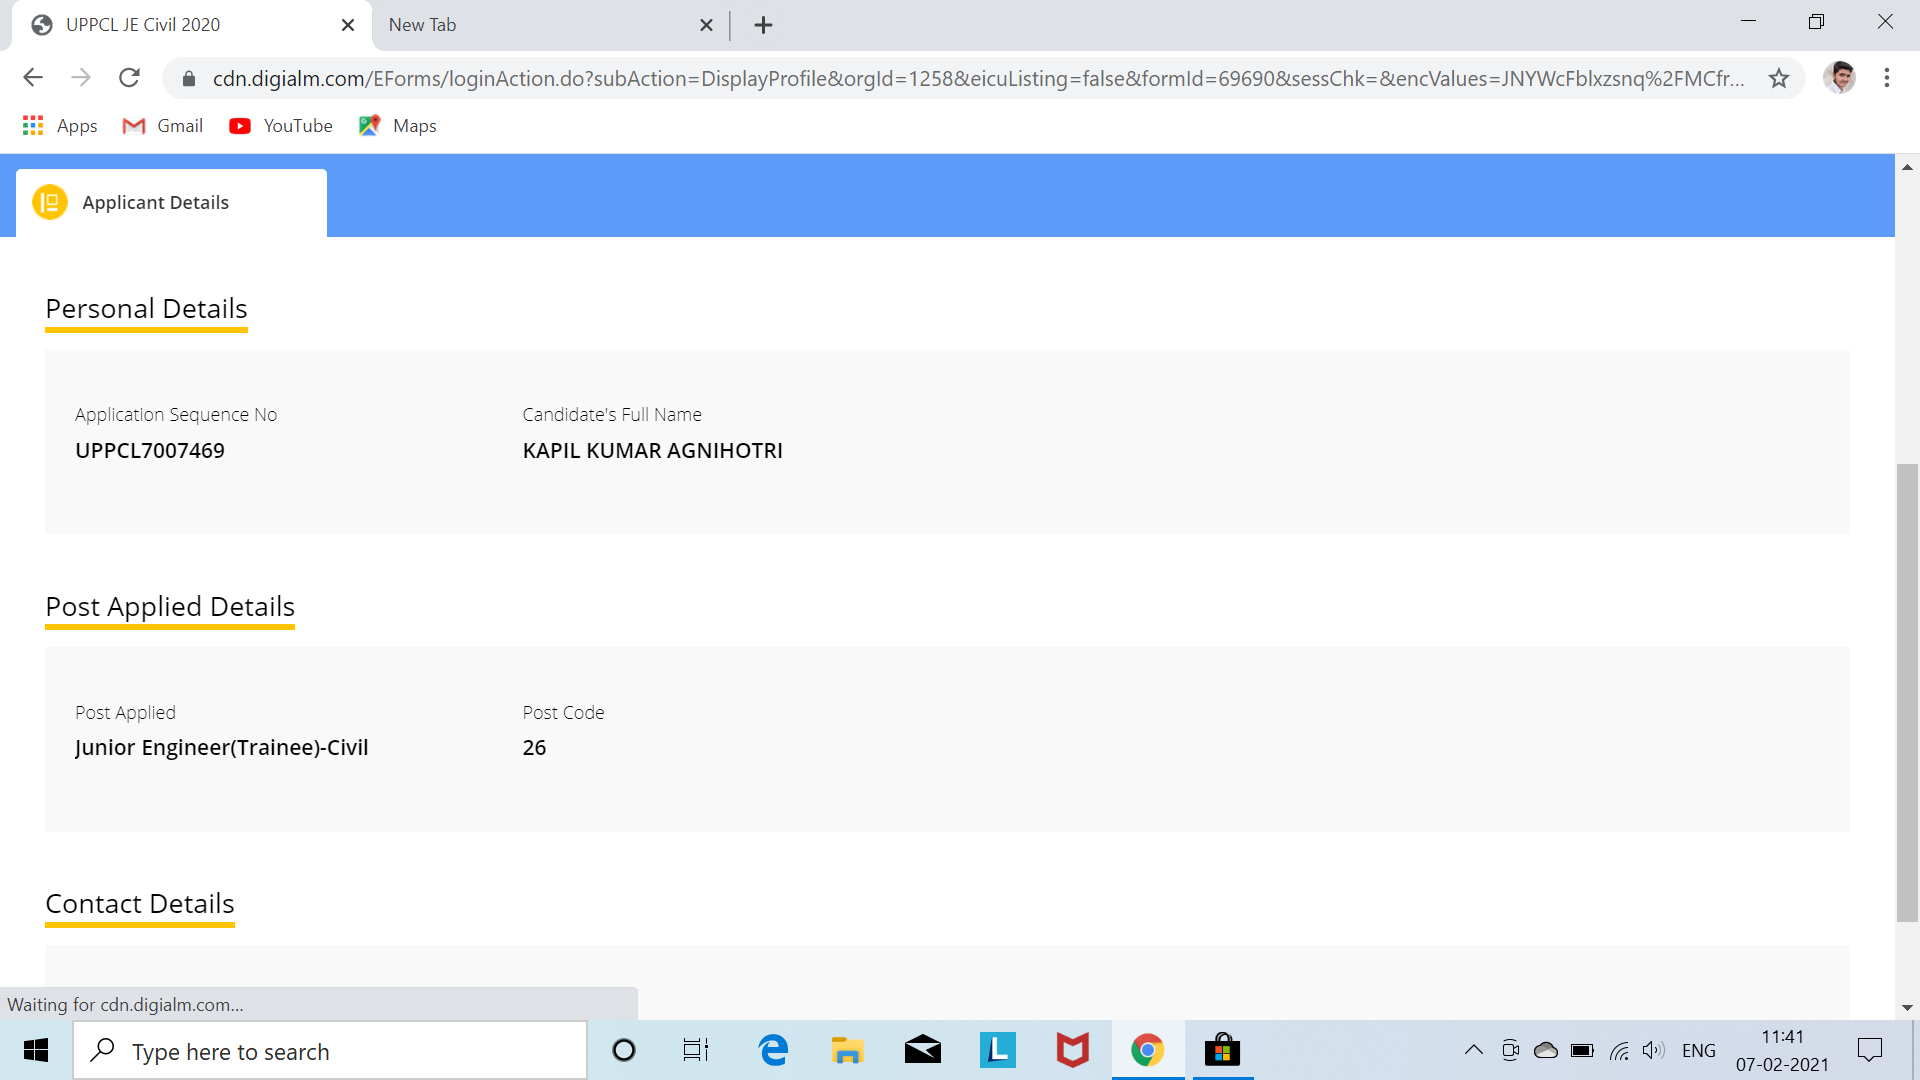 UPPCL JE Civil 2020
New Tab
cdn.digialm.com/EForms/loginAction.do?subAction=DisplayProfile&orgId=1258&eicuListing=false&formId=69690&sessChk=&encValues=JNYWcFblxzsnq%2FMCfr...
Apps Gmail YouTube Maps
Applicant Details
Personal Details
Application Sequence No Candidate's Full Name
UPPCL7007469 KAPIL KUMAR AGNIHOTRI
Post Applied Details
Post Applied Post Code
Junior Engineer(Trainee)-Civil 26
Contact Details
Waiting for cdn.digialm.com...
Type here to search
L
ENG
11:41
07-02-2021